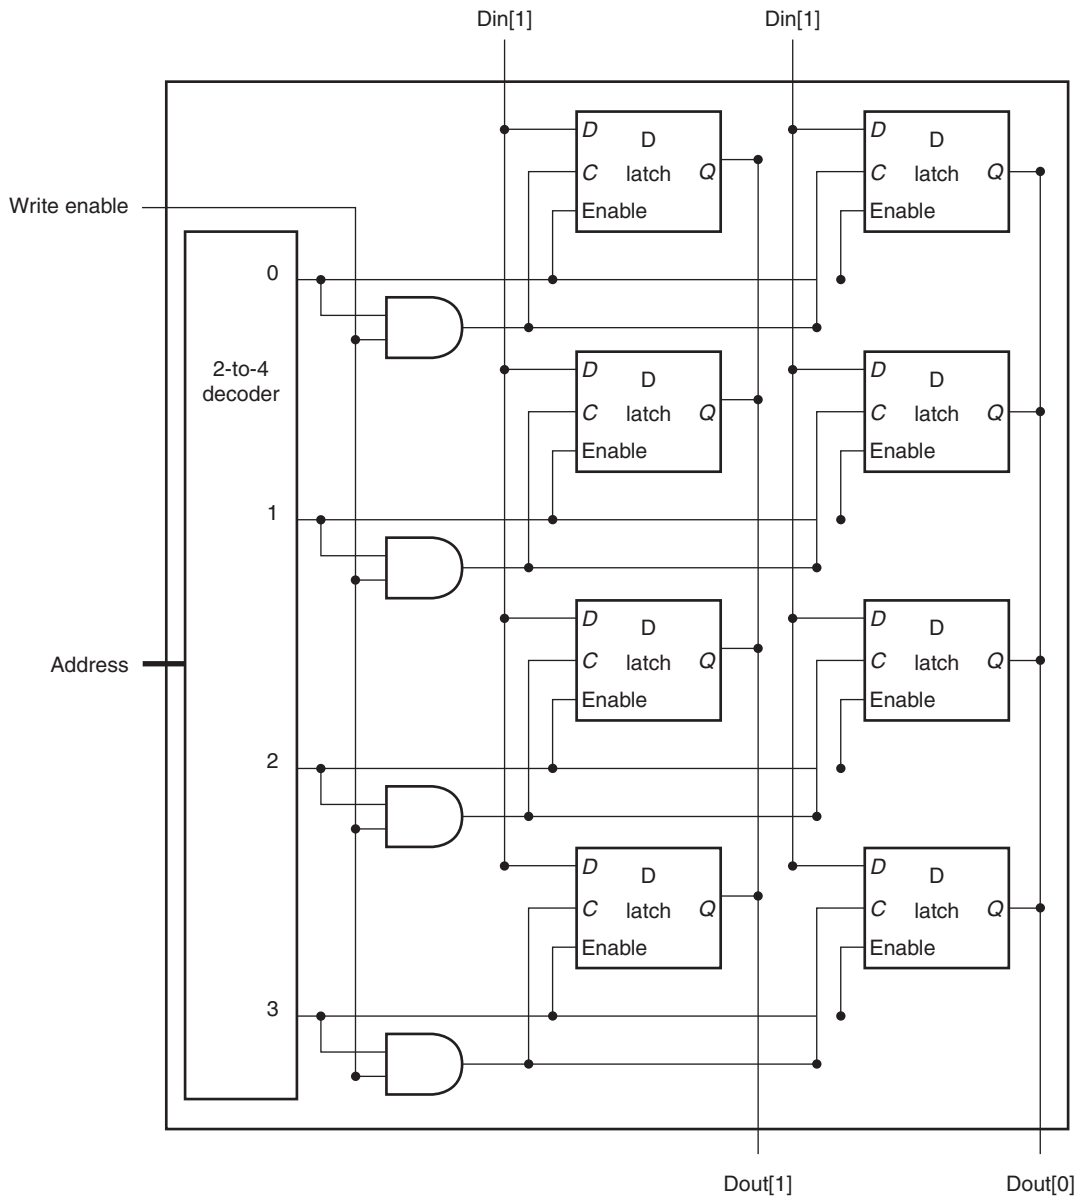 Din[1]
Din[1]
D
D
C
latch
Q
Enable
D
D
C
latch
Q
Enable
Write enable
0
2-to-4
decoder
D
D
C
latch
Q
Enable
D
D
C
latch
Q
Enable
1
D
D
C
latch
Q
Enable
D
D
C
latch
Q
Enable
Address
2
D
D
C
latch
Q
Enable
D
D
C
latch
Q
Enable
3
Dout[1]
Dout[0]